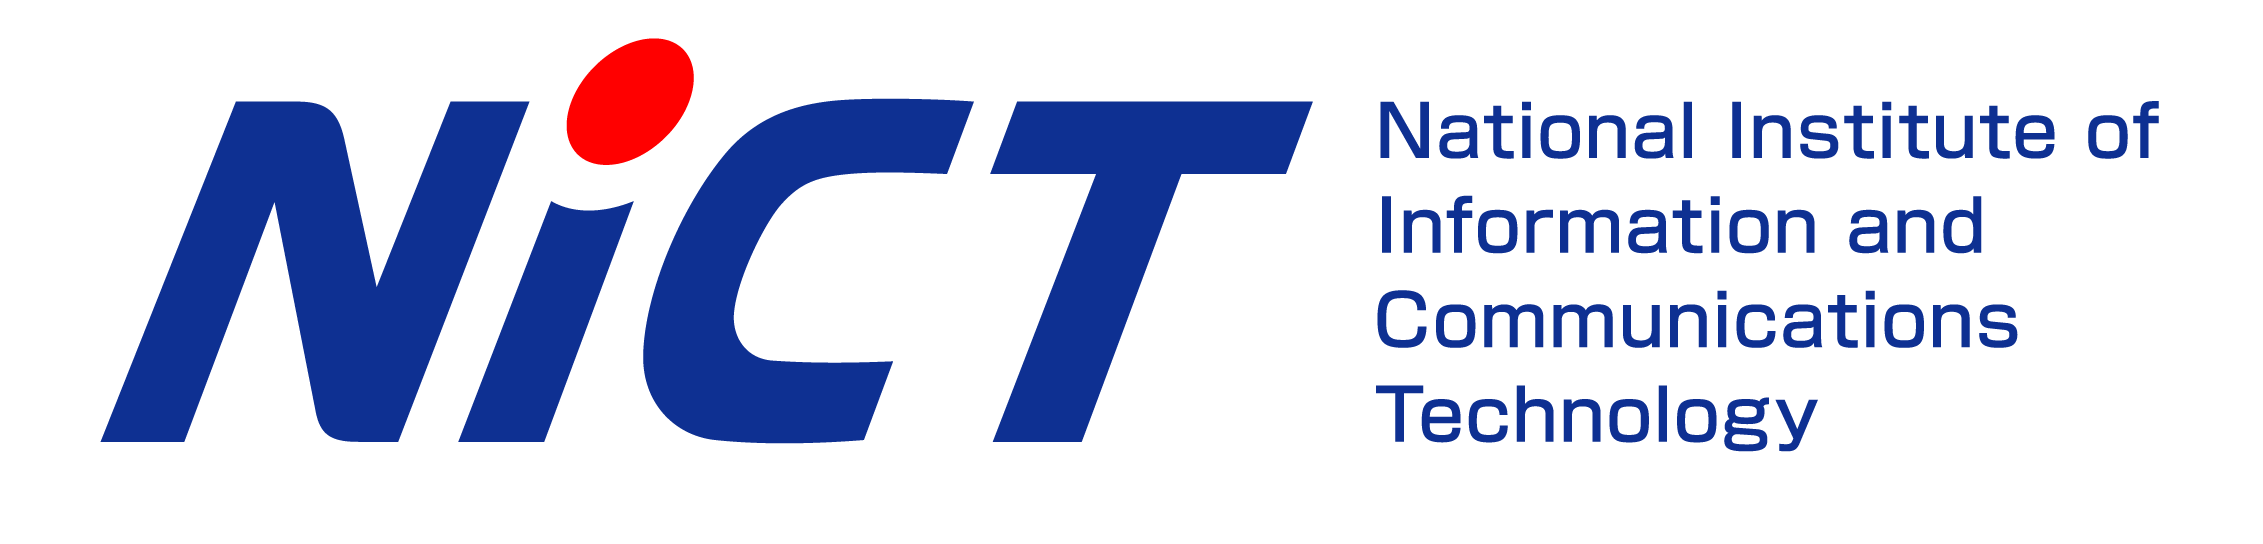 NiCT
National Institute of
Information and
Communications
Technology